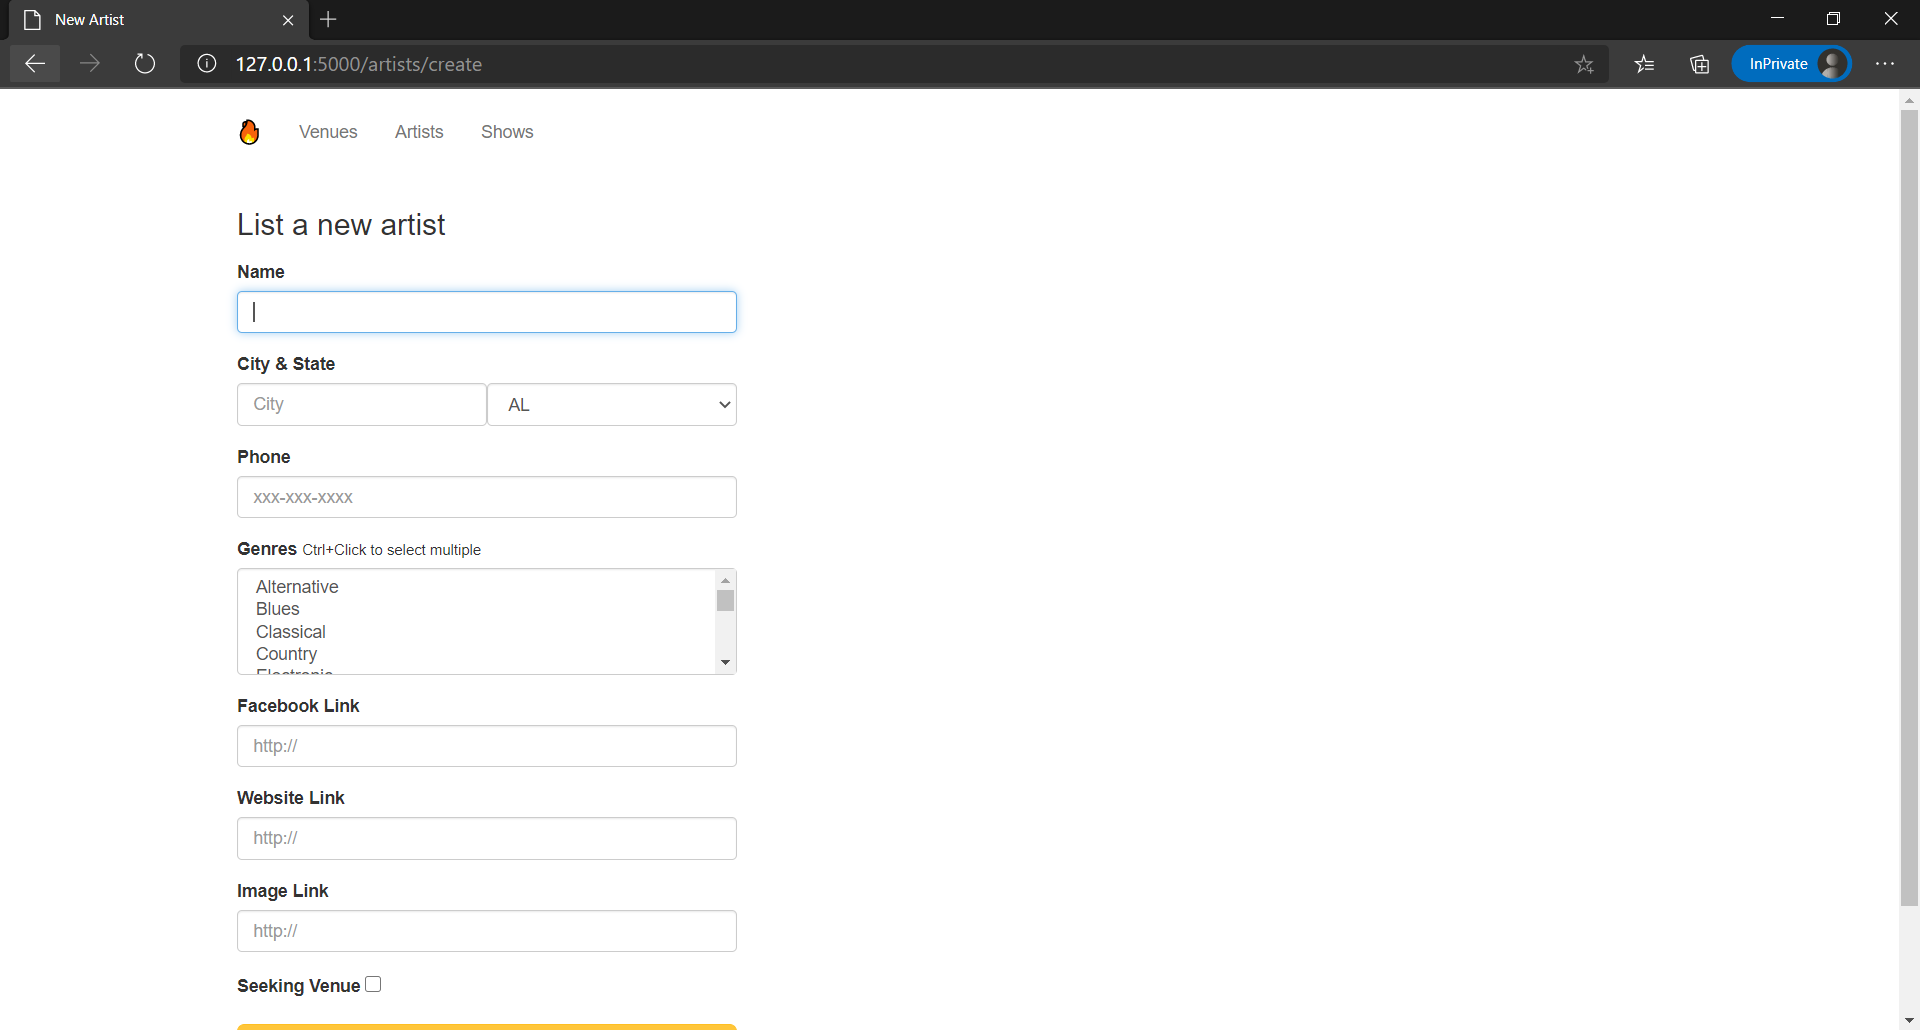 New Artist
127.0.0.1:5000/artists/create
InPrivate
Venues Artists Shows
List a new artist
Name
City & State
City AL
Phone
xxx-xxx-xxxx
Genres Ctrl+Click to select multiple
Alternative
Blues
Classical
Country
Electronic
Facebook Link
http://
Website Link
http://
Image Link
http://
Seeking Venue